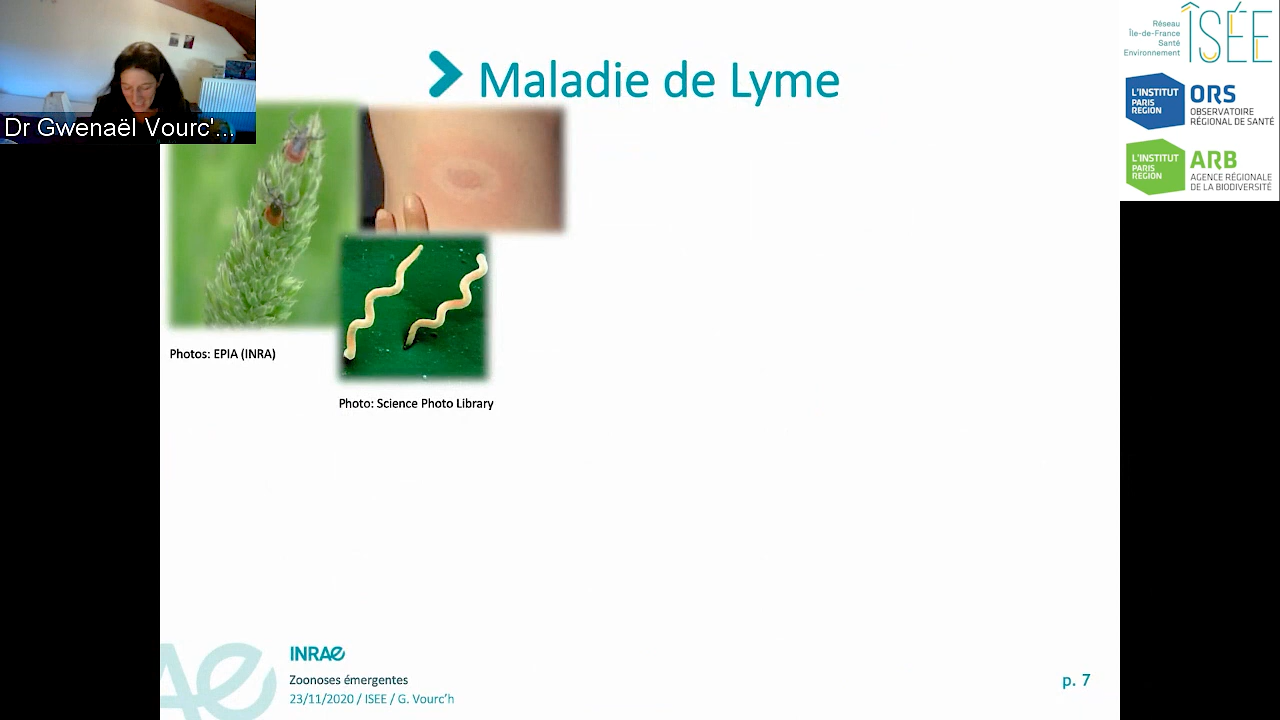 Dr Gwenaël Vourc'...
Maladie de Lyme
Réseau
Île-de-France
Santé
Environnement
ÎSÉE
L'INSTITUT
PARIS
REGION
ORS
OBSERVATOIRE
RÉGIONAL DE SANTÉ
L'INSTITUT
PARIS
REGION
ARB
AGENCE RÉGIONALE
DE LA BIODIVERSITÉ
Photos: EPIA (INRA)
Photo: Science Photo Library
INRAE
Zoonoses émergentes
23/11/2020 / ISEE / G. Vourc'h
p. 7